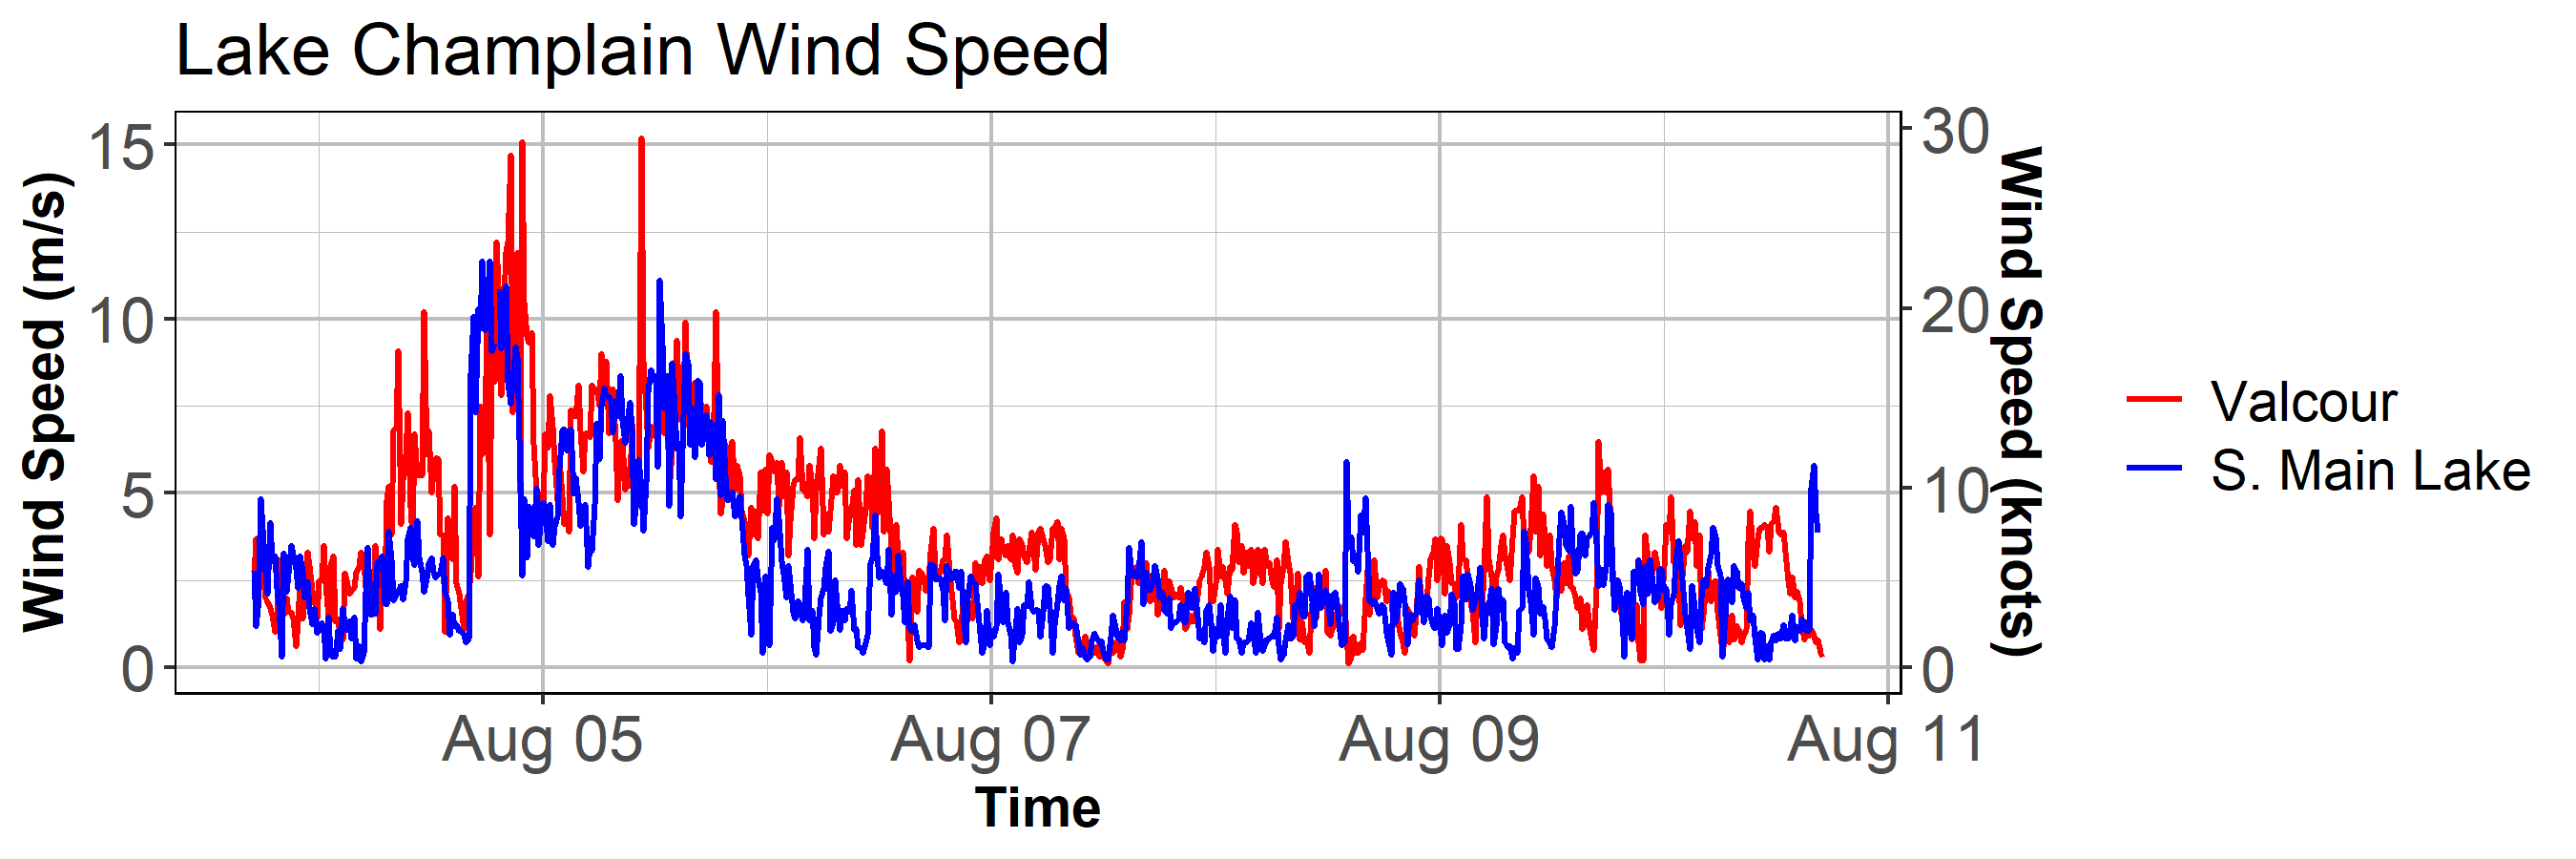 Lake Champlain Wind Speed
Wind Speed (m/s)
15
10
5
0
30
20
10
0
Wind Speed (knots)
Aug 05
Aug 07
Aug 09
Aug 11
Time
Valcour
S. Main Lake